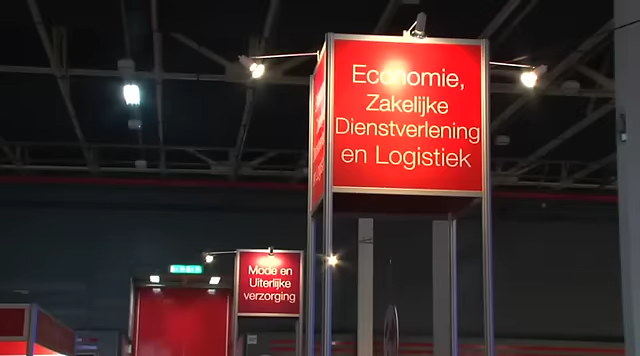 Economie,
Zakelijke
Dienstverlening
en Logistiek
Mode en
Uiterlijke
verzorging